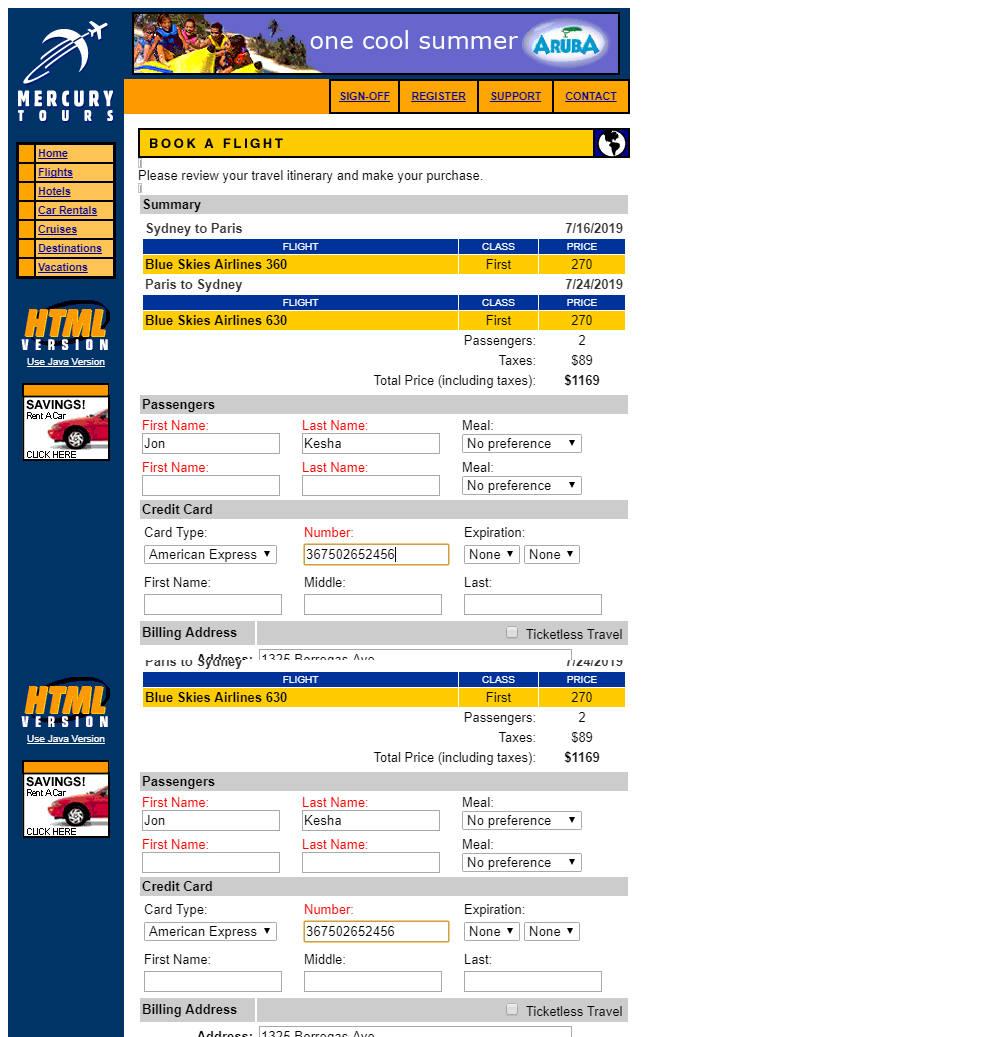 one cool summer ARUBA
MERCURY
TOURS
SIGN-OFF REGISTER SUPPORT CONTACT
BOOK A FLIGHT
Home
Flights
Hotels
Car Rentals
Cruises
Destinations
Vacations
HTML
VERSION
Use Java Version
SAVINGS!
Rent A Car
CLICK HERE
Please review your travel itinerary and make your purchase.
Summary
Sydney to Paris 7/16/2019
FLIGHT CLASS PRICE
Blue Skies Airlines 360 First 270
Paris to Sydney 7/24/2019
FLIGHT CLASS PRICE
Blue Skies Airlines 630 First 270
Passengers: 2
Taxes: $89
Total Price (including taxes): $1169
Passengers
First Name: Last Name: Meal:
Jon Kesha No preference
First Name: Last Name: Meal:
No preference
Credit Card
Card Type: Number: Expiration:
American Express 367502652456 None None
First Name: Middle: Last:
Billing Address Ticketless Travel
Address: 1325 Borregas Ave.
Paris to Sydney 7/24/2019
FLIGHT CLASS PRICE
Blue Skies Airlines 630 First 270
Passengers: 2
Taxes: $89
Total Price (including taxes): $1169
HTML
VERSION
Use Java Version
SAVINGS!
Rent A Car
CLICK HERE
Passengers
First Name: Last Name: Meal:
Jon Kesha No preference
First Name: Last Name: Meal:
No preference
Credit Card
Card Type: Number: Expiration:
American Express 367502652456 None None
First Name: Middle: Last:
Billing Address Ticketless Travel
Address: 1325 Borregas Ave.